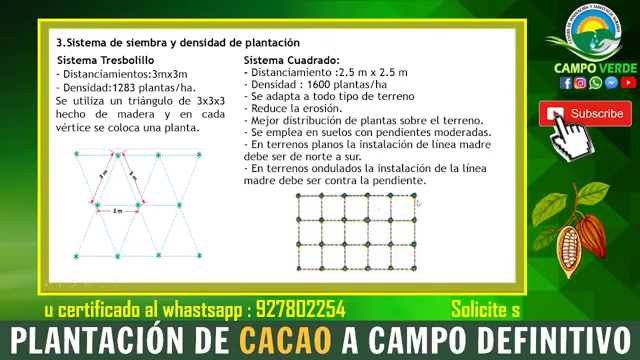 3.Sistema de siembra y densidad de plantación
Sistema Tresbolillo
- Distanciamientos:3mx3m
- Densidad:1283 plantas/ha.
Se utiliza un triángulo de 3x3x3
hecho de madera y en cada
vértice se coloca una planta.
3 m
3 m
3 m
Sistema Cuadrado:
- Distanciamiento :2.5 m x 2.5 m
- Densidad : 1600 plantas/ha
- Se adapta a todo tipo de terreno
- Reduce la erosión.
- Mejor distribución de plantas sobre el terreno.
- Se emplea en suelos con pendientes moderadas.
- En terrenos planos la instalación de línea madre
debe ser de norte a sur.
- En terrenos ondulados la instalación de la línea
madre debe ser contra la pendiente.
CAMPO VERDE
Subscribe
u certificado al whastsapp : 927802254
Solicite s
PLANTACIÓN DE CACAO A CAMPO DEFINITIVO